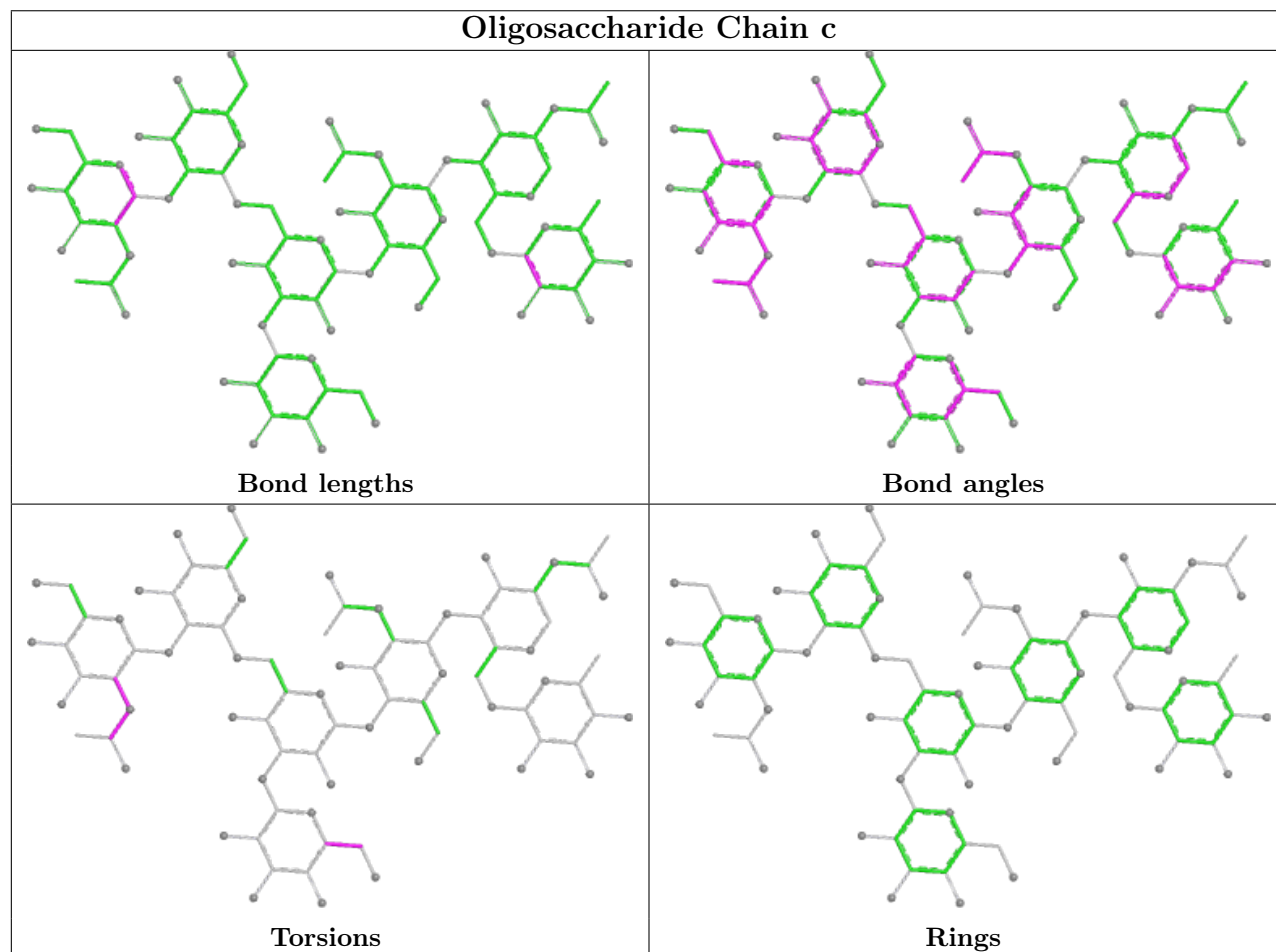 Oligosaccharide Chain c
Bond lengths
Bond angles
Torsions
Rings